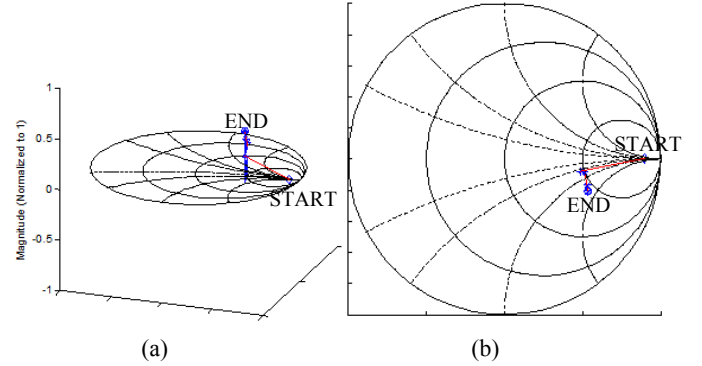 1
0.5
0
-0.5
-1
Magnitude (Normalized to 1)
END
START
(a)
START
END
(b)